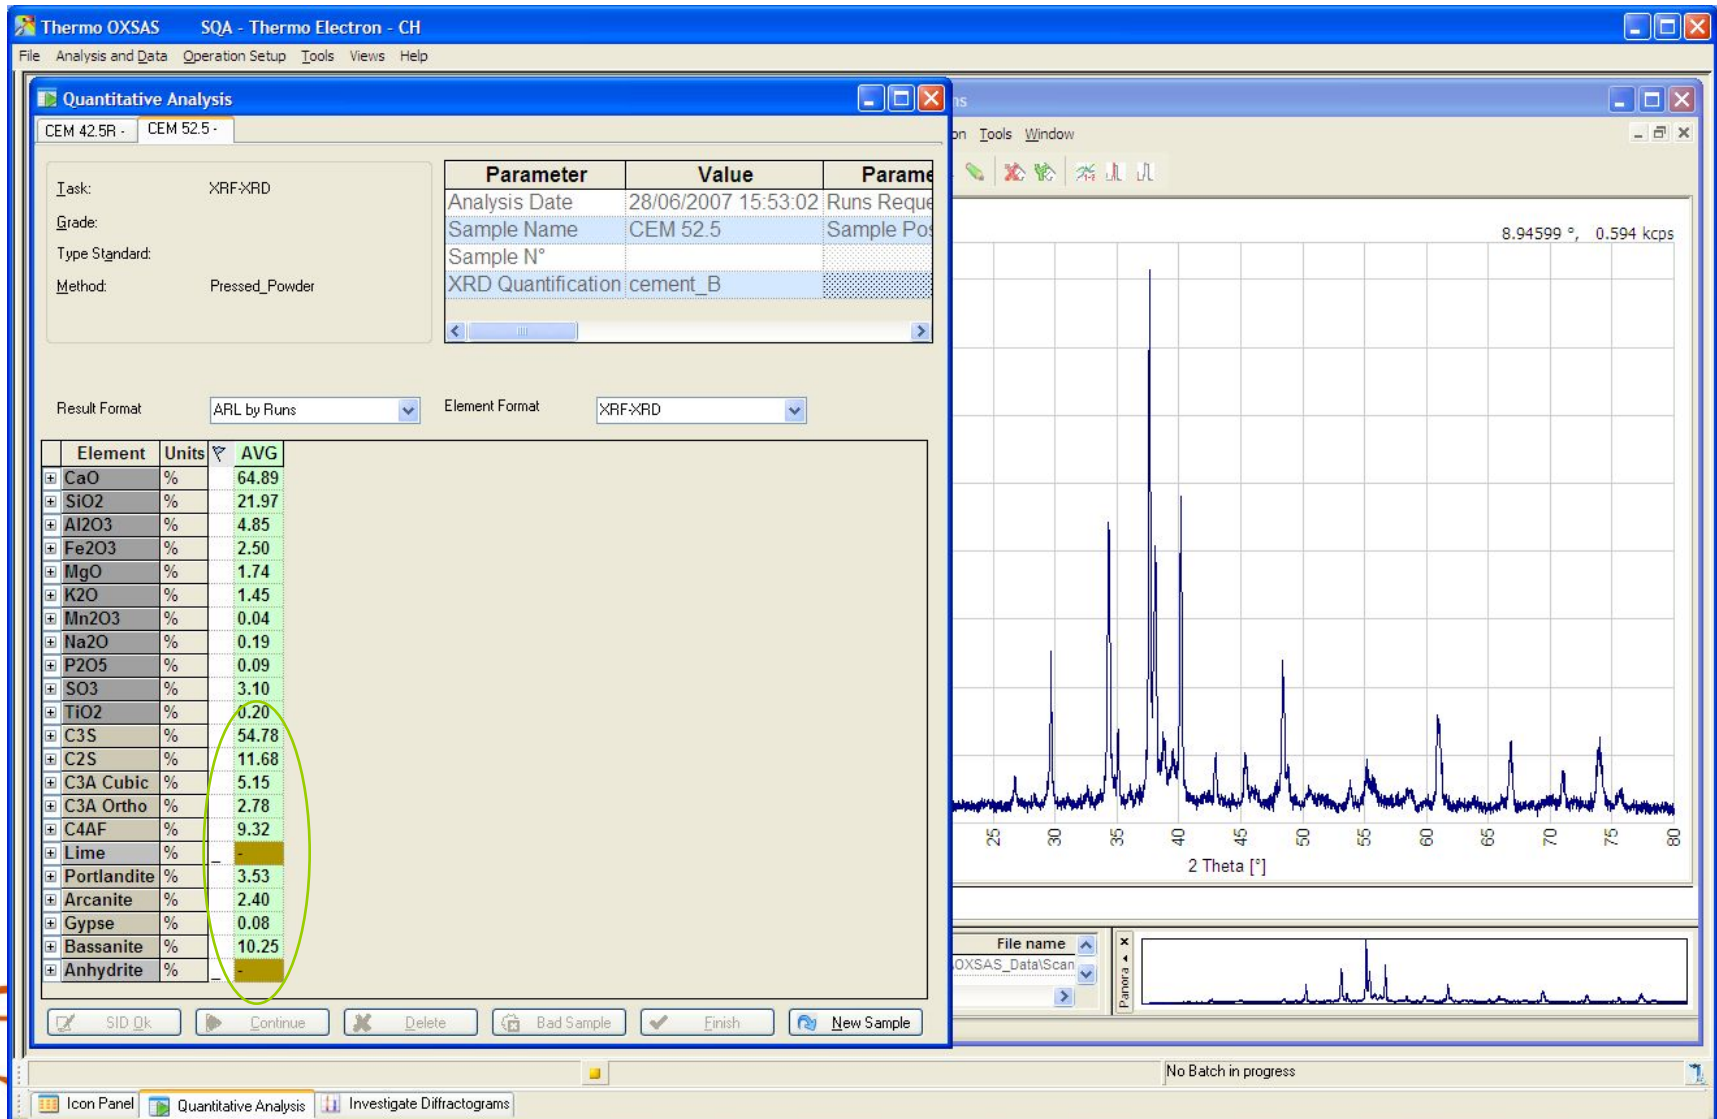 Thermo OXSAS SQA - Thermo Electron - CH
File Analysis and Data Operation Setup Tools Views Help
Quantitative Analysis
CEM 42.5R - CEM 52.5 -
Task: XRF-XRD
Grade:
Type Standard:
Method: Pressed_Powder
Parameter Value Parame
Analysis Date 28/06/2007 15:53:02 Runs Reque
Sample Name CEM 52.5 Sample Pos
Sample N°
XRD Quantification cement_B
Result Format ARL by Runs Element Format XRF-XRD
Element Units AVG
CaO % 64.89
SiO2 % 21.97
Al2O3 % 4.85
Fe2O3 % 2.50
MgO % 1.74
K2O % 1.45
Mn2O3 % 0.04
Na2O % 0.19
P2O5 % 0.09
SO3 % 3.10
TiO2 % 0.20
C3S % 54.78
C2S % 11.68
C3A Cubic % 5.15
C3A Ortho % 2.78
C4AF % 9.32
Lime % _ -
Portlandite % 3.53
Arcanite % 2.40
Gypse % 0.08
Bassanite % 10.25
Anhydrite % _ -
SID Ok Continue Delete Bad Sample Finish New Sample
ns
on Tools Window
8.94599 °, 0.594 kcps
25 30 35 40 45 50 55 60 65 70 75 80
2 Theta [°]
File name
\OXSAS_Data\Scan
Panora
No Batch in progress
Icon Panel Quantitative Analysis Investigate Diffractograms